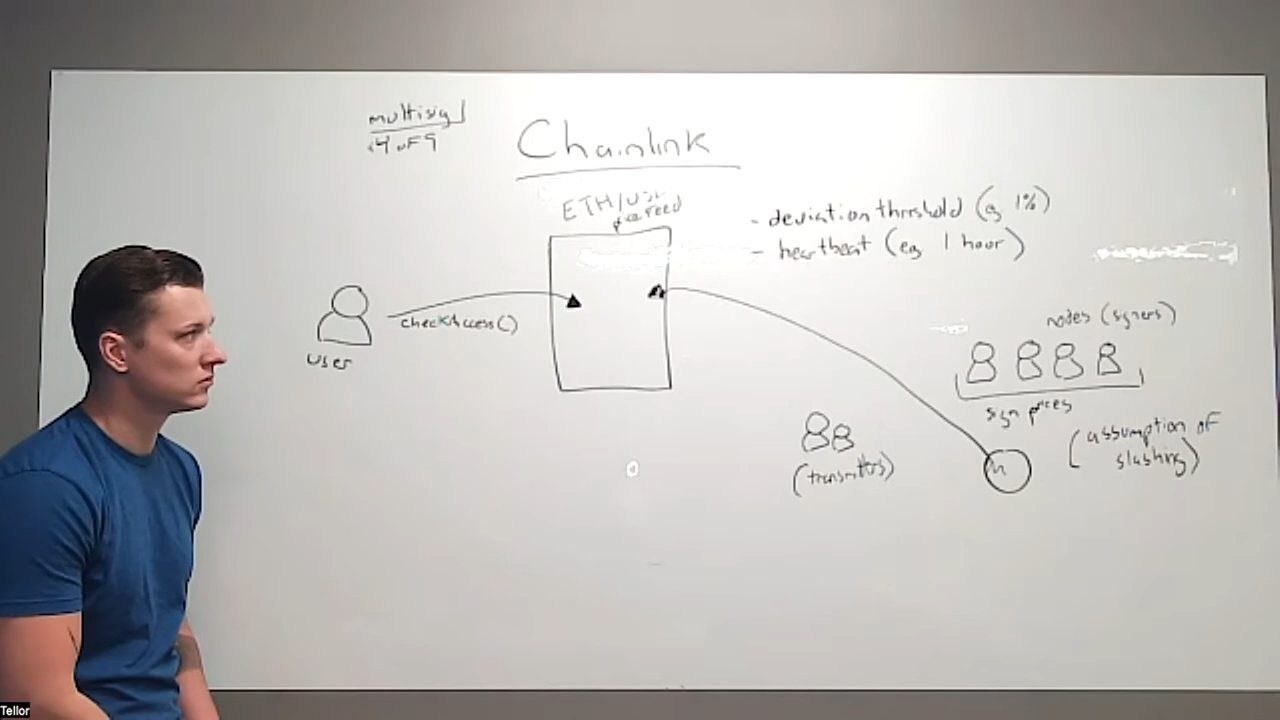 multisig
4 of 9
Chainlink
ETH/USD
feed
- deviation threshold (eg 1%)
- heartbeat (eg 1 hour)
checkAccess()
user
nodes (signers)
sign prices
(assumption of
slashing)
(transmitters)
Tellor